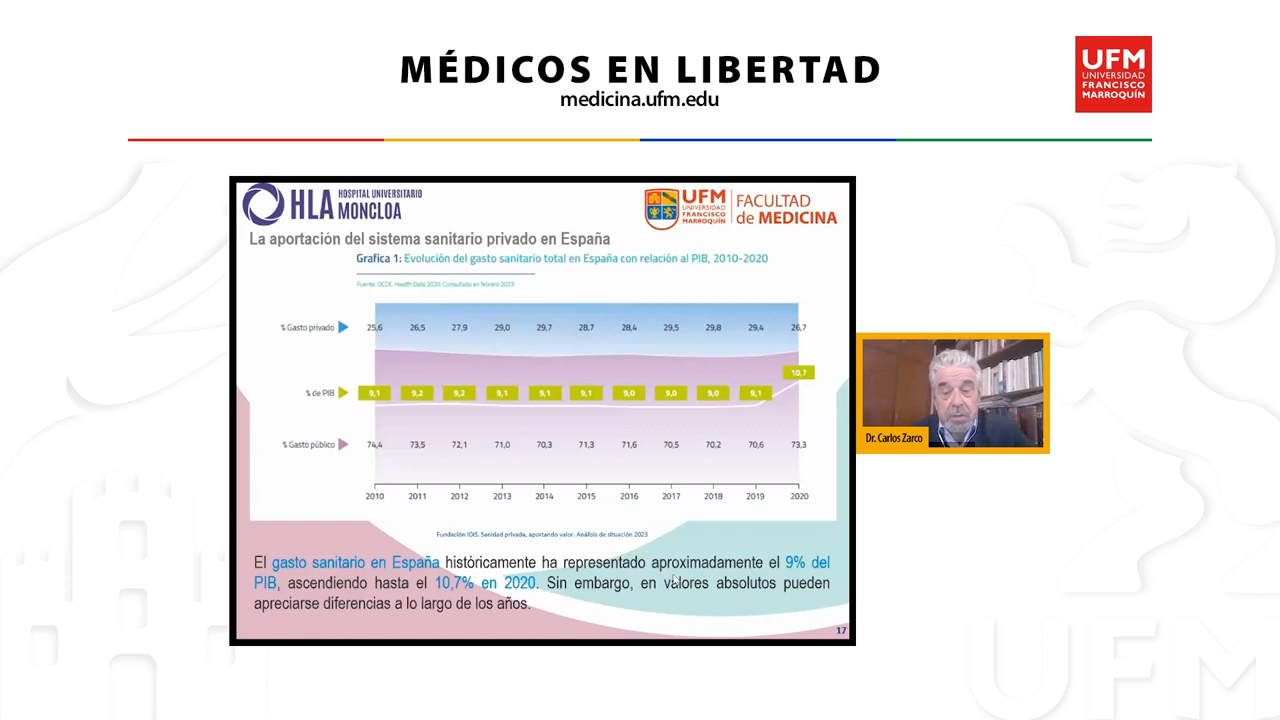 MÉDICOS EN LIBERTAD
medicina.ufm.edu
UFM
UNIVERSIDAD
FRANCISCO
MARROQUÍN
HLA HOSPITAL UNIVERSITARIO
MONCLOA
UFM
UNIVERSIDAD
FRANCISCO
MARROQUÍN
FACULTAD
de MEDICINA
La aportación del sistema sanitario privado en España
Grafica 1: Evolución del gasto sanitario total en España con relación al PIB, 2010-2020
Fuente: OCDE. Health Data 2020. Consultado en febrero 2023
% Gasto privado 25,6 26,5 27,9 29,0 29,7 28,7 28,4 29,5 29,8 29,4 26,7
10,7
% de PIB 9,1 9,2 9,2 9,1 9,1 9,1 9,0 9,0 9,0 9,1
% Gasto público 74,4 73,5 72,1 71,0 70,3 71,3 71,6 70,5 70,2 70,6 73,3
2010 2011 2012 2013 2014 2015 2016 2017 2018 2019 2020
Fundación IDIS. Sanidad privada, aportando valor. Análisis de situación 2023
El gasto sanitario en España históricamente ha representado aproximadamente el 9% del
PIB, ascendiendo hasta el 10,7% en 2020. Sin embargo, en valores absolutos pueden
apreciarse diferencias a lo largo de los años.
17
Dr. Carlos Zarco
UFM